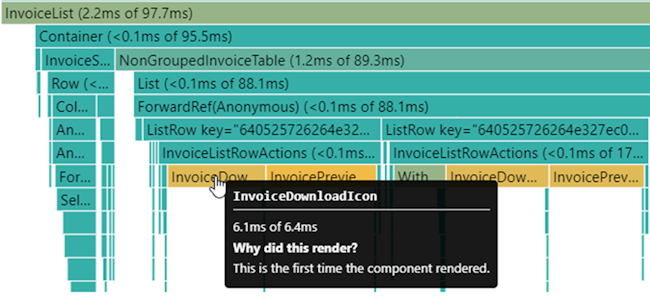 InvoiceList (2.2ms of 97.7ms)
Container (<0.1ms of 95.5ms)
InvoiceS... NonGroupedInvoiceTable (1.2ms of 89.3ms)
Row (<... List (<0.1ms of 88.1ms)
Col... ForwardRef(Anonymous) (<0.1ms of 88.1ms)
An... ListRow key="640525726264e32... ListRow key="640525726264e327ec0...
An... InvoiceListRowActions (<0.1ms... InvoiceListRowActions (<0.1ms of 17...
For... InvoiceDow... InvoicePrevie... With InvoiceDow... InvoicePrev...
Sel...
InvoiceDownloadIcon
6.1ms of 6.4ms
Why did this render?
This is the first time the component rendered.